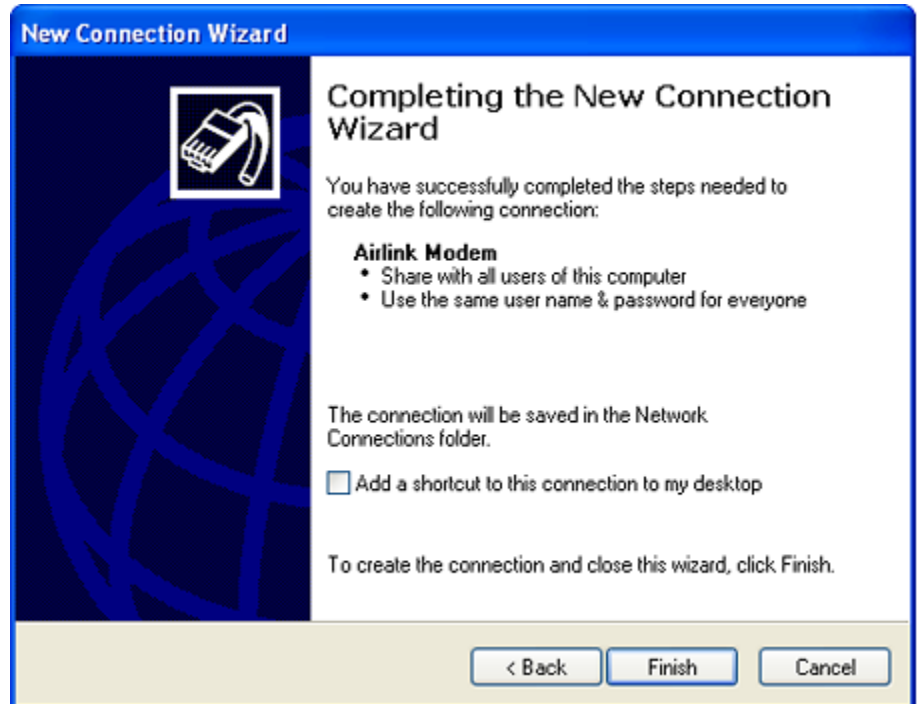 New Connection Wizard
Completing the New Connection
Wizard
You have successfully completed the steps needed to
create the following connection:
Airlink Modem
• Share with all users of this computer
• Use the same user name & password for everyone
The connection will be saved in the Network
Connections folder.
Add a shortcut to this connection to my desktop
To create the connection and close this wizard, click Finish.
< Back
Finish
Cancel